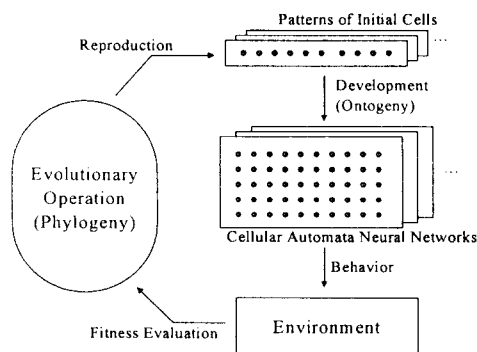 Patterns of Initial Cells
...
Reproduction
Development
(Ontogeny)
...
Evolutionary
Operation
(Phylogeny)
Cellular Automata Neural Networks
Behavior
Fitness Evaluation
Environment